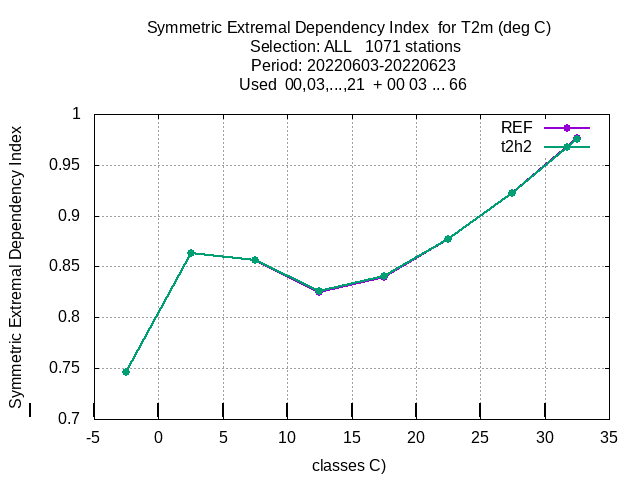 Symmetric Extremal Dependency Index  for T2m (deg C)
Selection: ALL   1071 stations
Period: 20220603-20220623
Used  00,03,...,21  + 00 03 ... 66
Symmetric Extremal Dependency Index
1
0.95
0.9
0.85
0.8
0.75
0.7
REF
t2h2
-5
0
5
10
15
20
25
30
35
classes C)